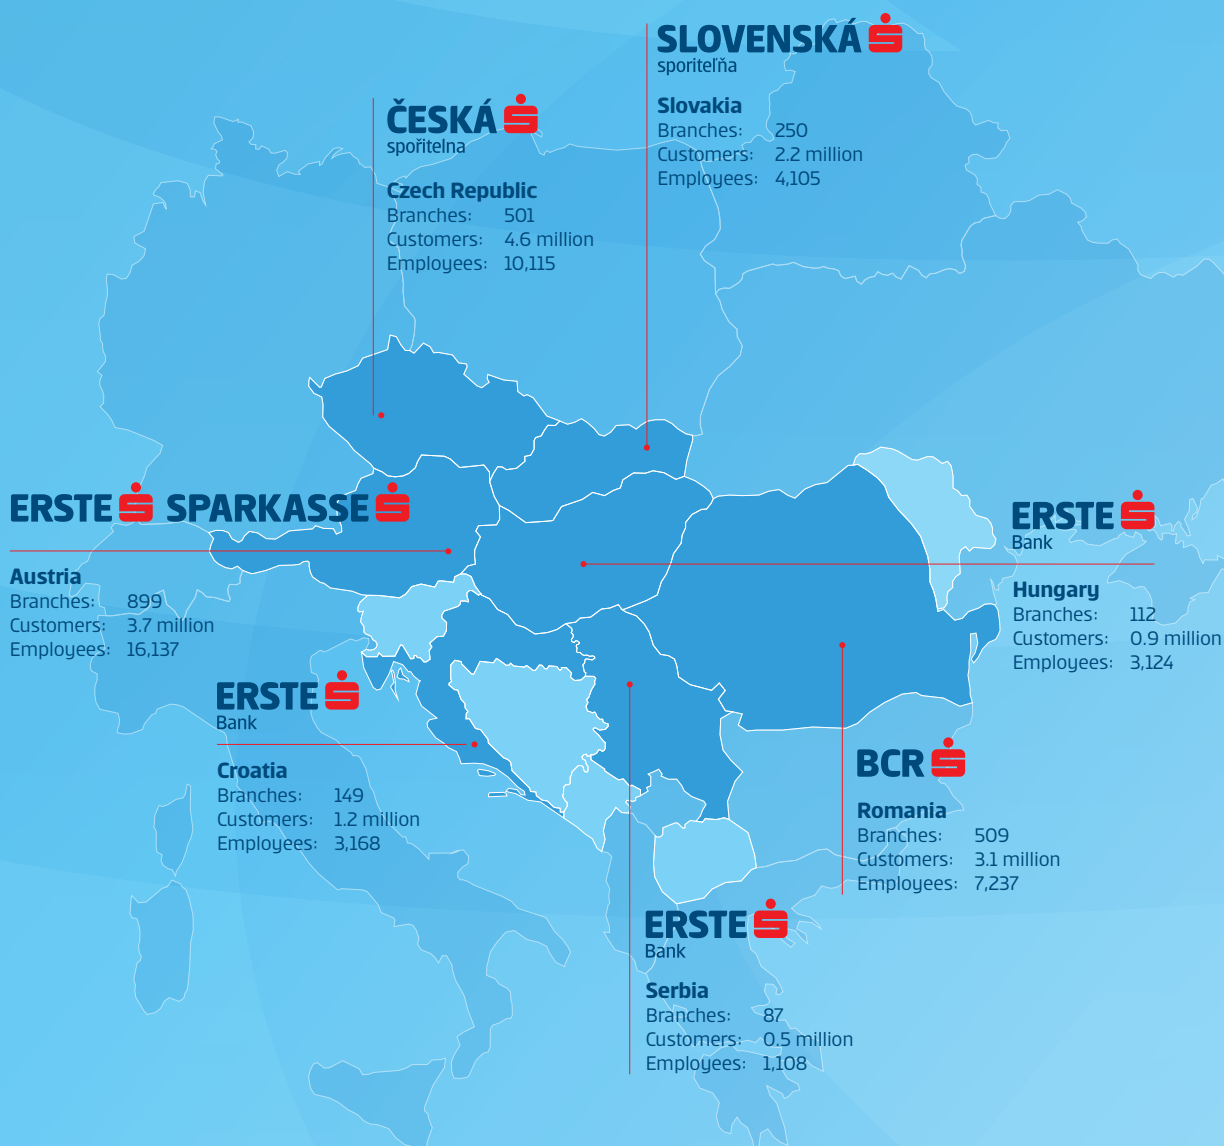 SLOVENSKÁ
sporiteľňa
Slovakia
Branches: 250
Customers: 2.2 million
Employees: 4,105
ČESKÁ
spořitelna
Czech Republic
Branches: 501
Customers: 4.6 million
Employees: 10,115
ERSTE SPARKASSE
Austria
Branches: 899
Customers: 3.7 million
Employees: 16,137
ERSTE
Bank
Hungary
Branches: 112
Customers: 0.9 million
Employees: 3,124
ERSTE
Bank
Croatia
Branches: 149
Customers: 1.2 million
Employees: 3,168
BCR
Romania
Branches: 509
Customers: 3.1 million
Employees: 7,237
ERSTE
Bank
Serbia
Branches: 87
Customers: 0.5 million
Employees: 1,108